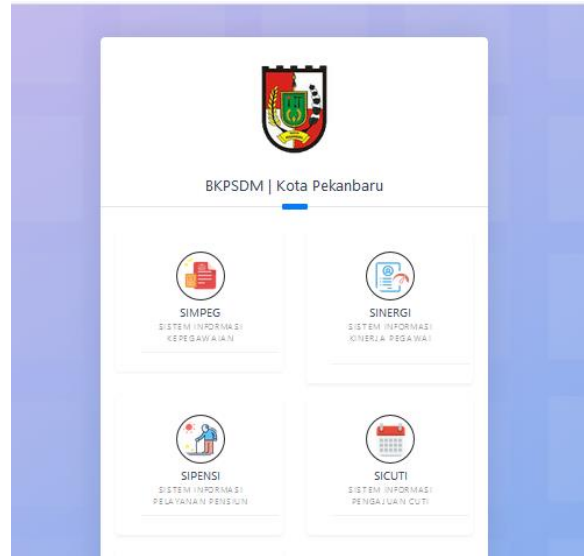 BKPSDM | Kota Pekanbaru
SIMPEG
SISTEM INFORMASI
KEPEGAWAIAN
SINERGI
SISTEM INFORMASI
KINERJA PEGAWAI
SIPENSI
SISTEM INFORMASI
PELAYANAN PENSIUN
SICUTI
SISTEM INFORMASI
PENGAJUAN CUTI